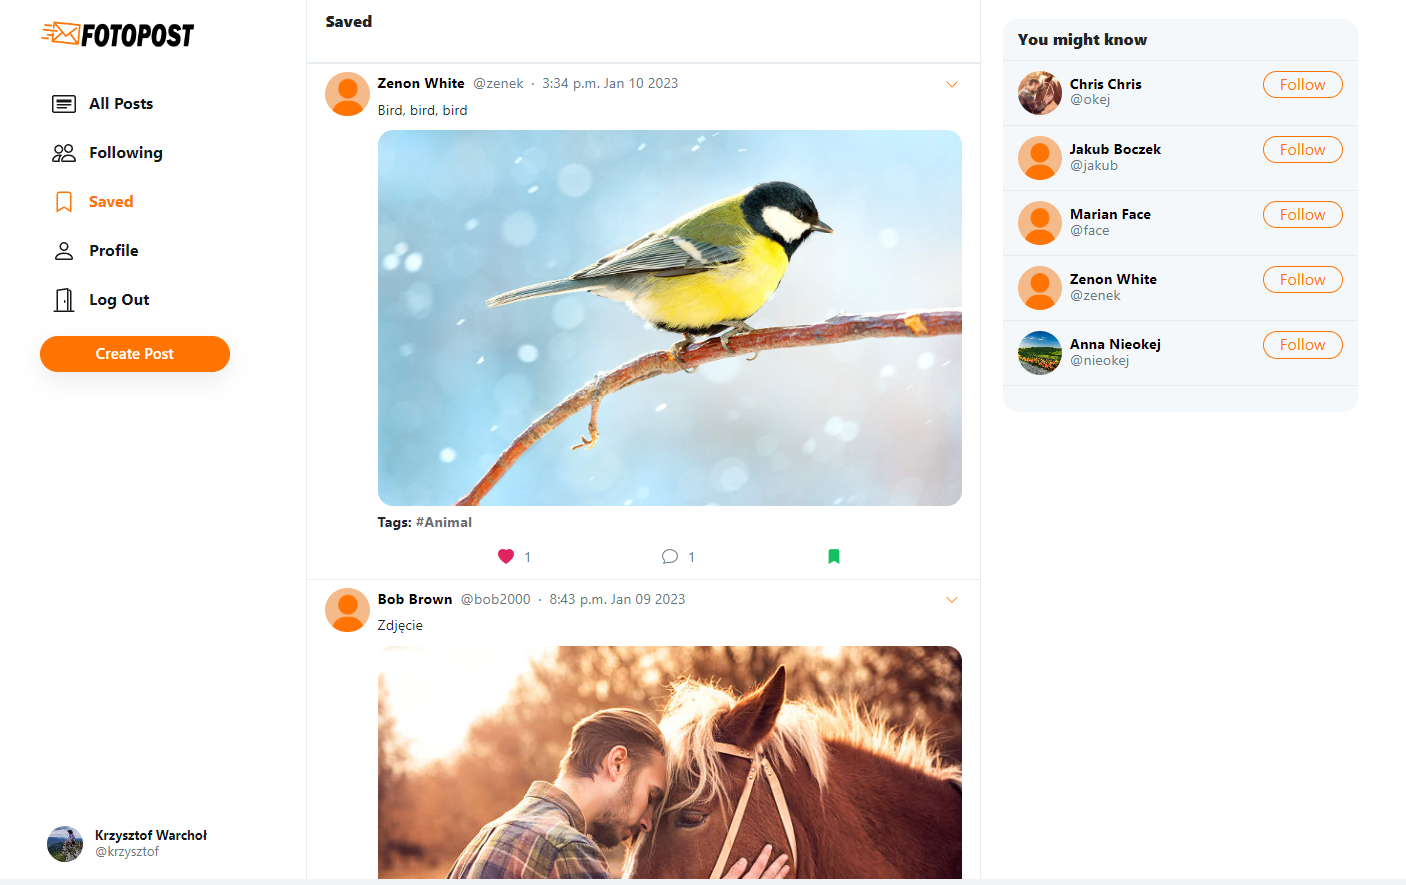 FOTOPOST
All Posts
Following
Saved
Profile
Log Out
Create Post
Krzysztof Warchoł
@krzysztof
Saved
Zenon White @zenek · 3:34 p.m. Jan 10 2023
Bird, bird, bird
Tags: #Animal
1 1
Bob Brown @bob2000 · 8:43 p.m. Jan 09 2023
Zdjęcie
You might know
Chris Chris
@okej
Follow
Jakub Boczek
@jakub
Follow
Marian Face
@face
Follow
Zenon White
@zenek
Follow
Anna Nieokej
@nieokej
Follow